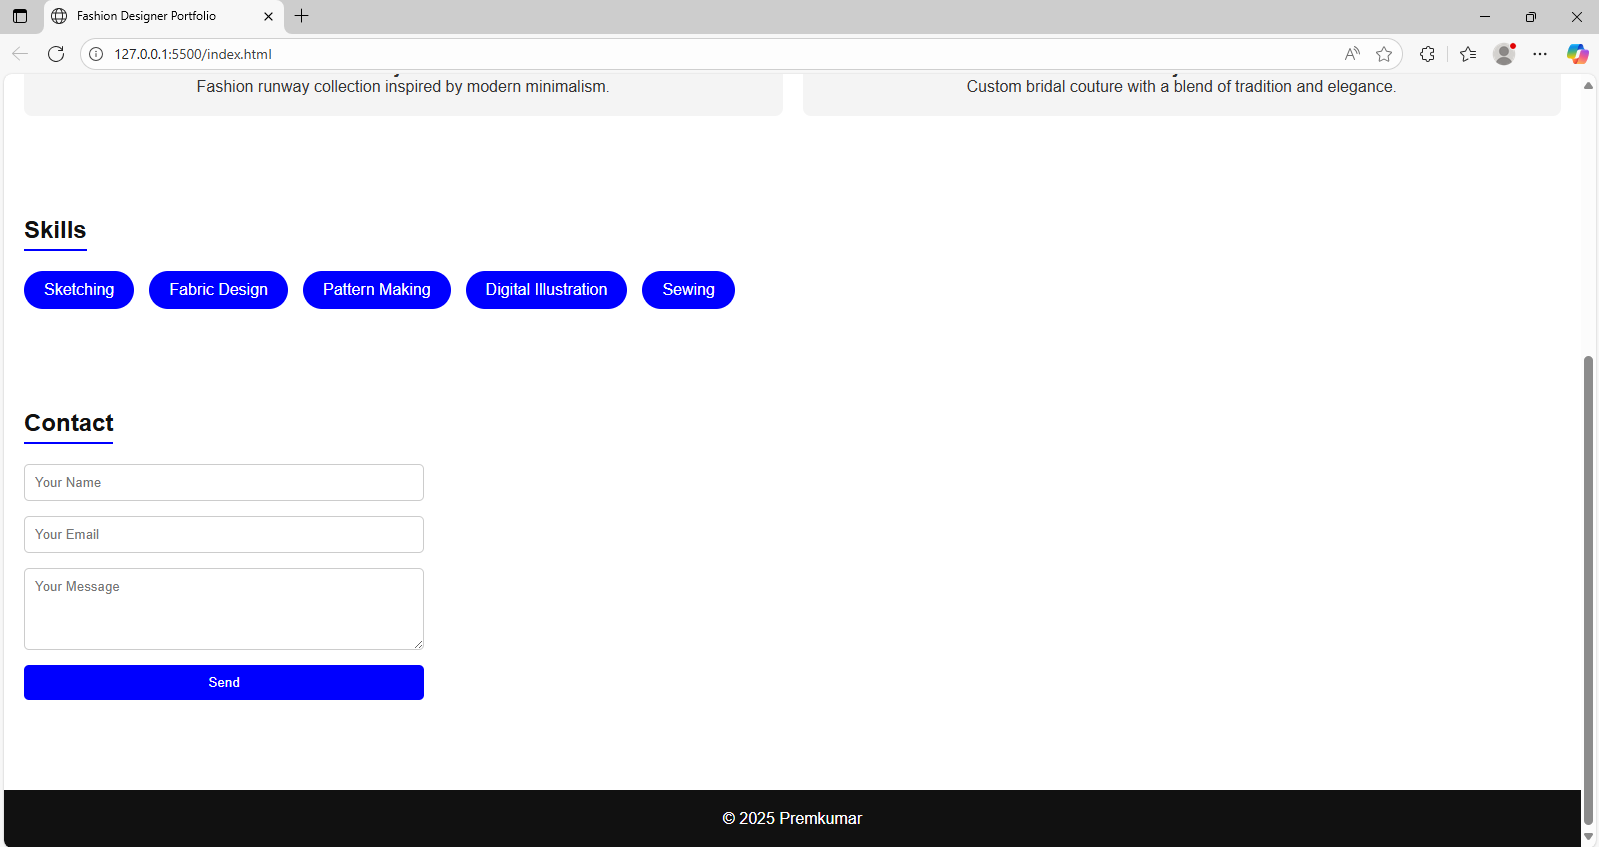 Fashion Designer Portfolio
127.0.0.1:5500/index.html
Fashion runway collection inspired by modern minimalism.
Custom bridal couture with a blend of tradition and elegance.
Skills
Sketching Fabric Design Pattern Making Digital Illustration Sewing
Contact
Your Name
Your Email
Your Message
Send
© 2025 Premkumar